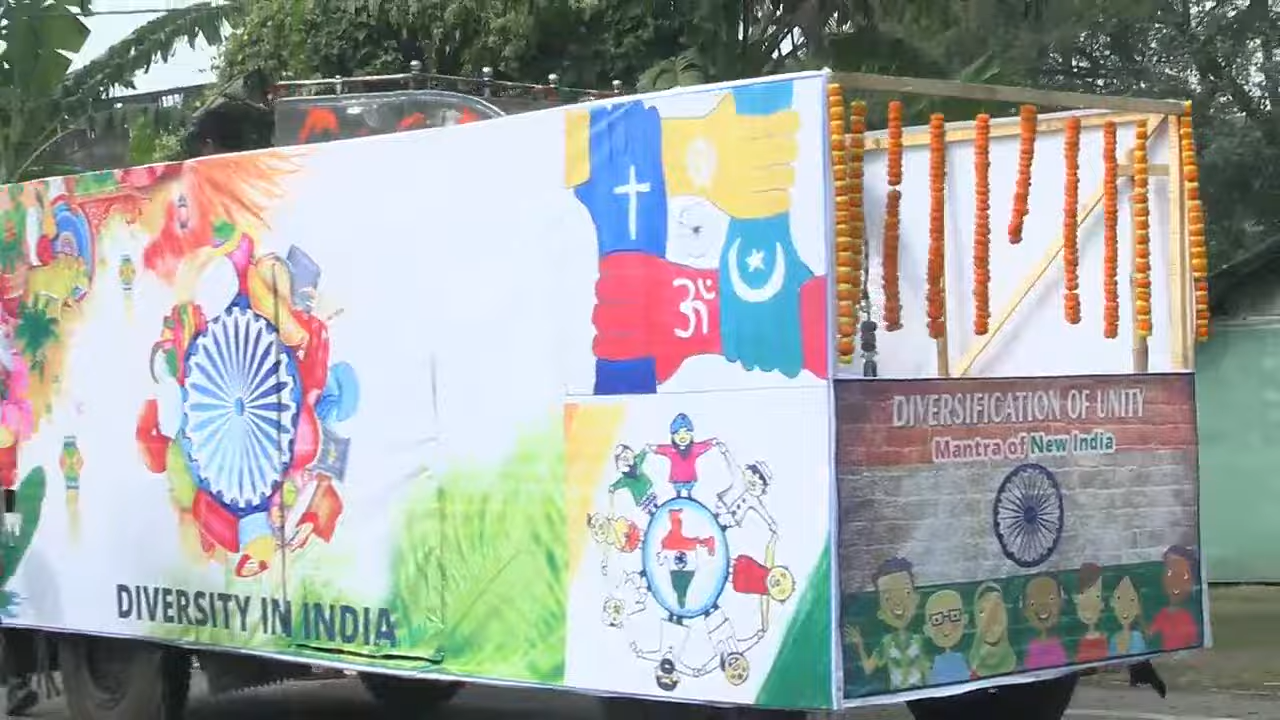 DIVERSITY IN INDIA
ॐ
DIVERSIFICATION OF UNITY
Mantra of New India